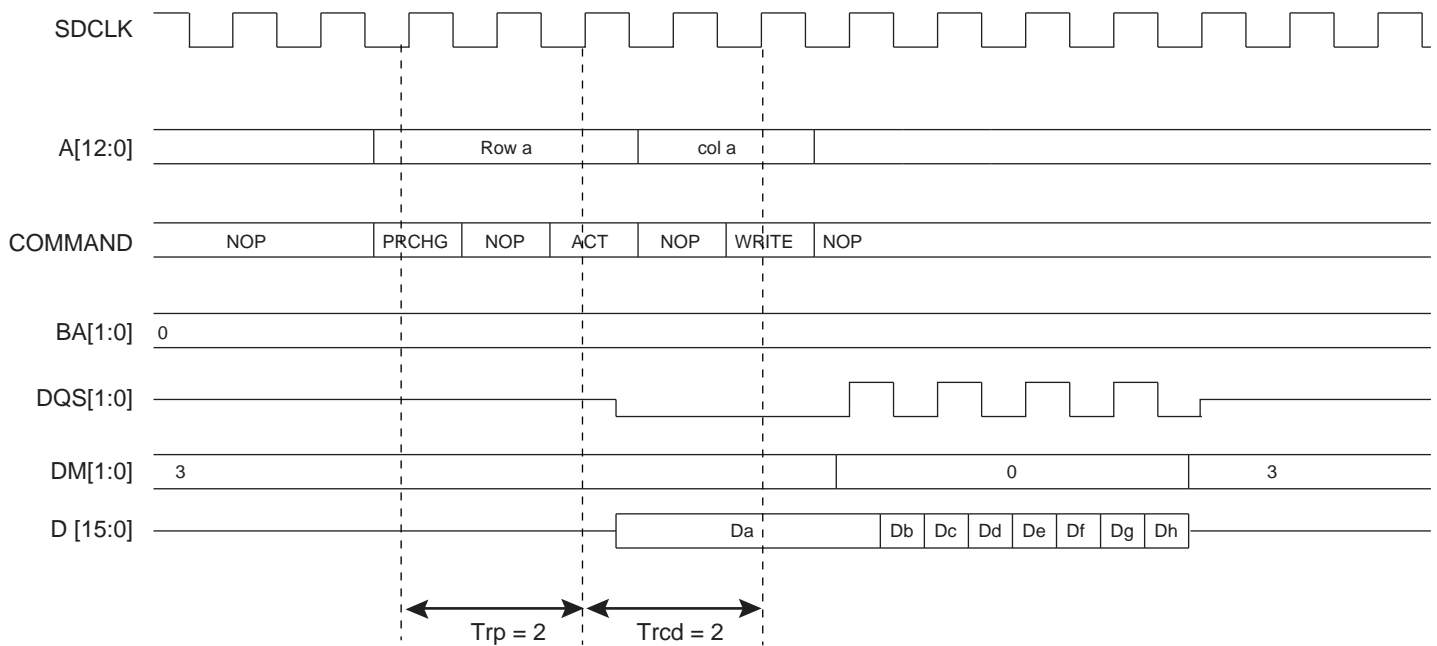 SDCLK
A[12:0] Row a col a
COMMAND NOP PRCHG NOP ACT NOP WRITE NOP
BA[1:0] 0
DQS[1:0]
DM[1:0] 3 0 3
D [15:0] Da Db Dc Dd De Df Dg Dh
Trp = 2 Trcd = 2